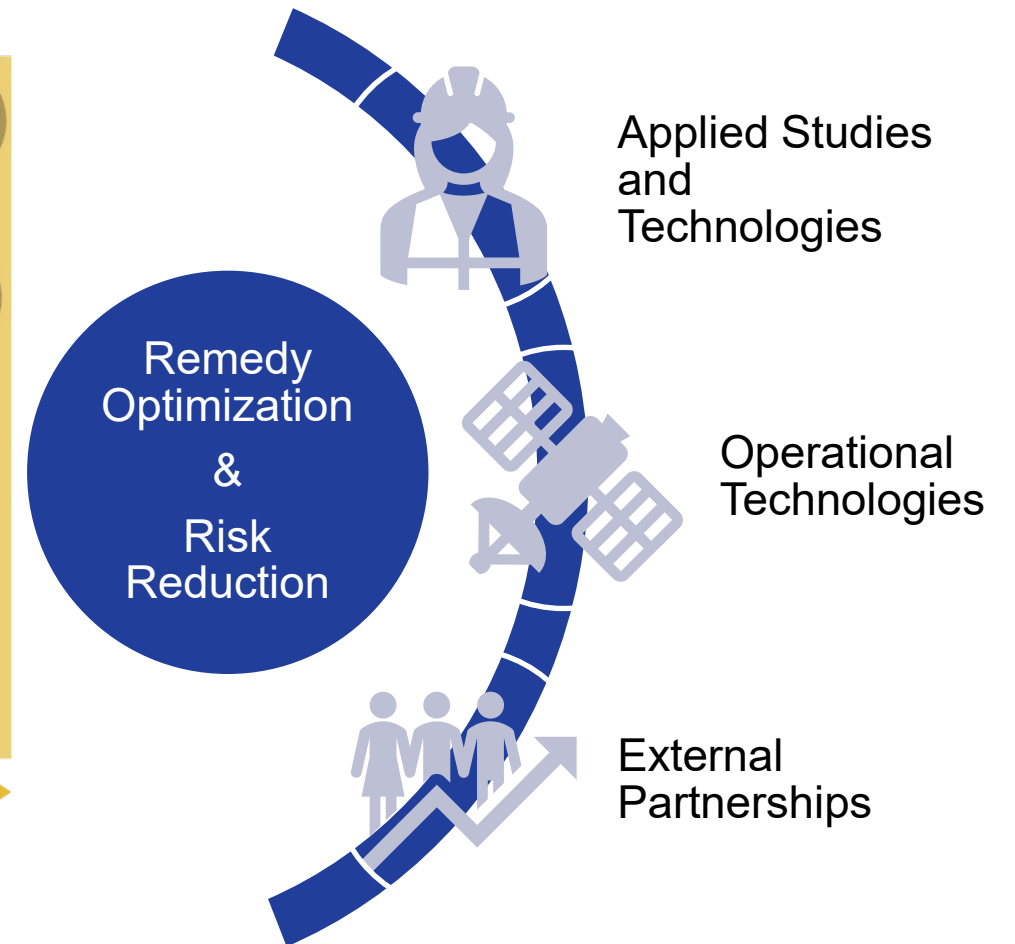 Remedy
Optimization
&
Risk
Reduction
Applied Studies
and
Technologies
Operational
Technologies
External
Partnerships